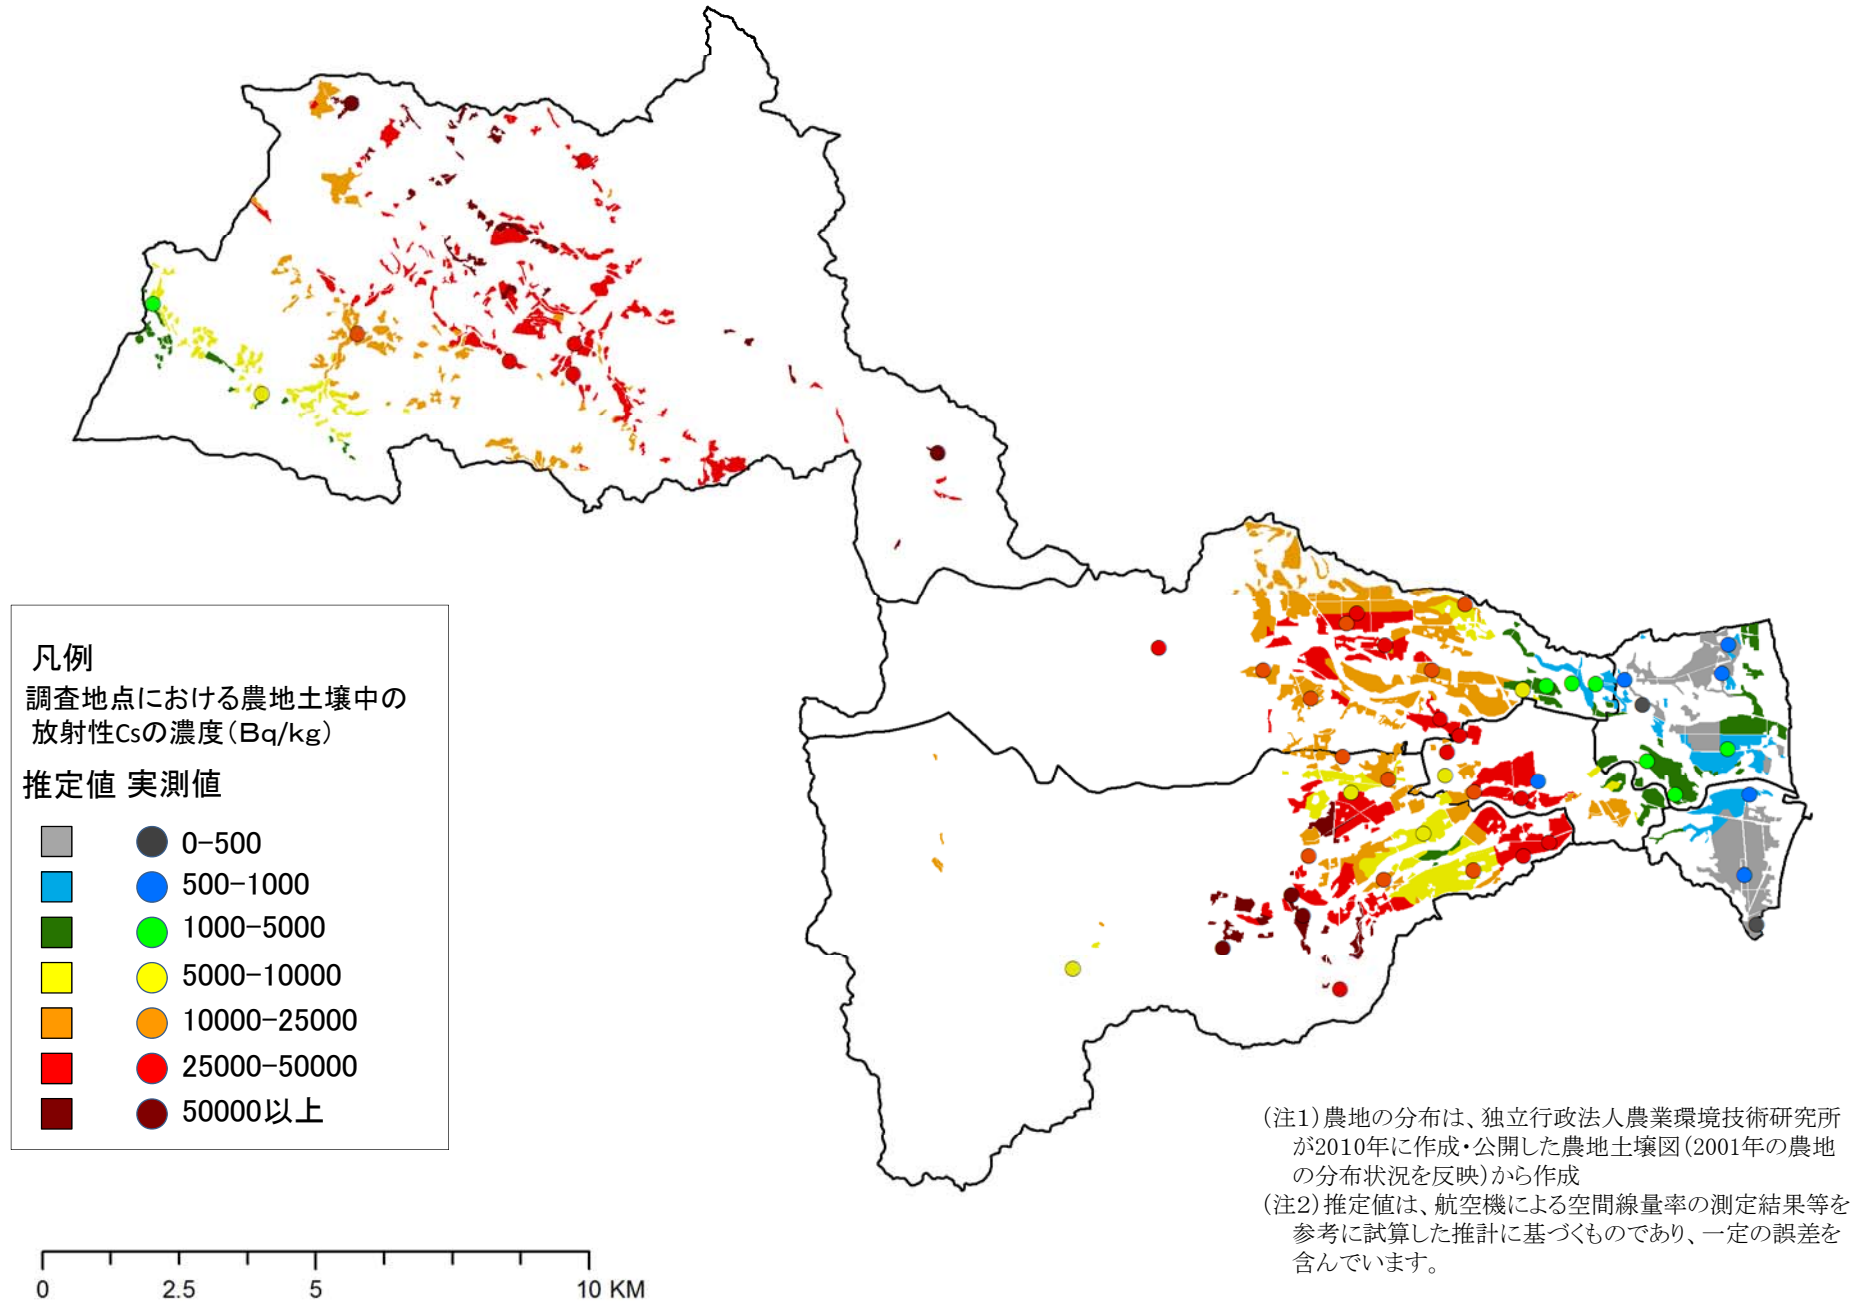 凡例
調査地点における農地土壌中の
放射性Csの濃度(Bq/kg)
推定値 実測値
0-500
500-1000
1000-5000
5000-10000
10000-25000
25000-50000
50000以上
(注1)農地の分布は、独立行政法人農業環境技術研究所
が2010年に作成・公開した農地土壌図(2001年の農地
の分布状況を反映)から作成
(注2)推定値は、航空機による空間線量率の測定結果等を
参考に試算した推計に基づくものであり、一定の誤差を
含んでいます。
0 2.5 5 10 KM